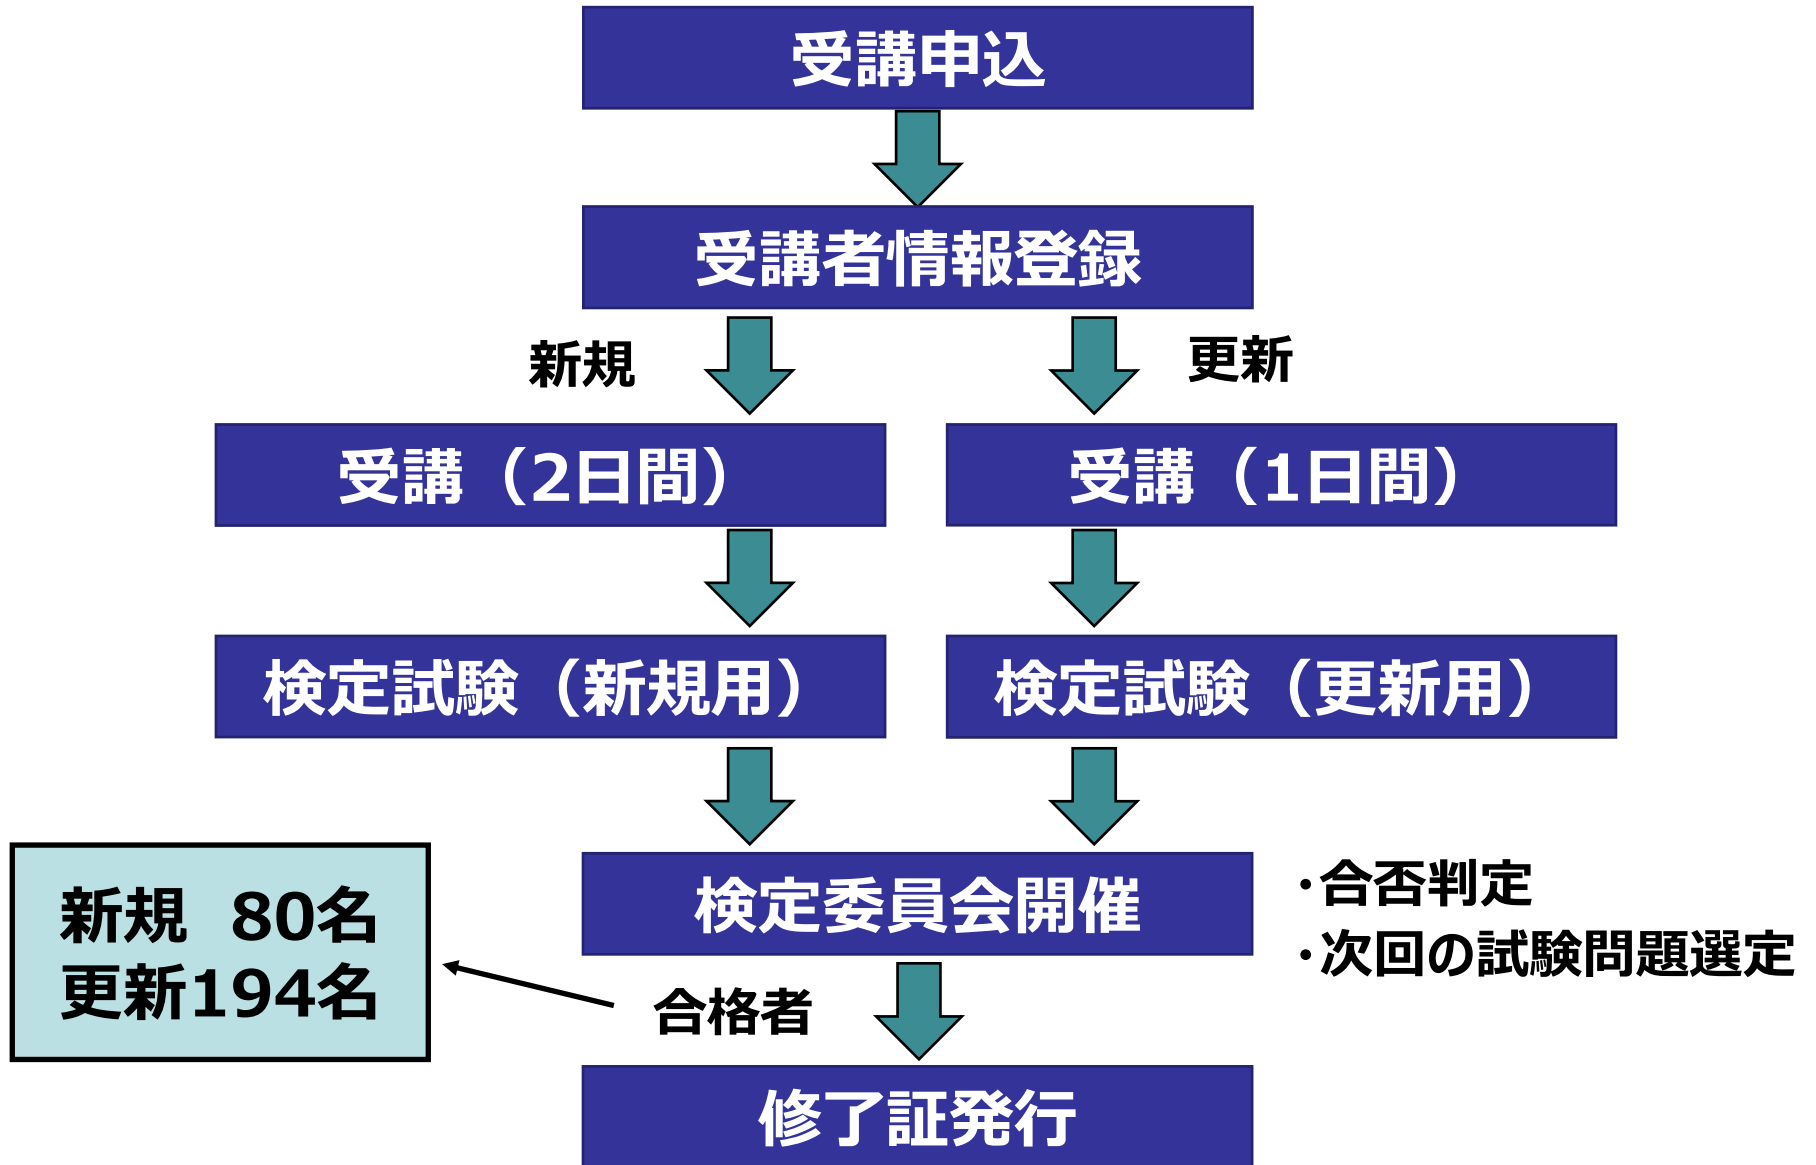 受講申込
受講者情報登録
新規
更新
受講（2日間）
受講（1日間）
検定試験（新規用）
検定試験（更新用）
検定委員会開催
・合否判定
・次回の試験問題選定
新規 80名
更新194名
合格者
修了証発行